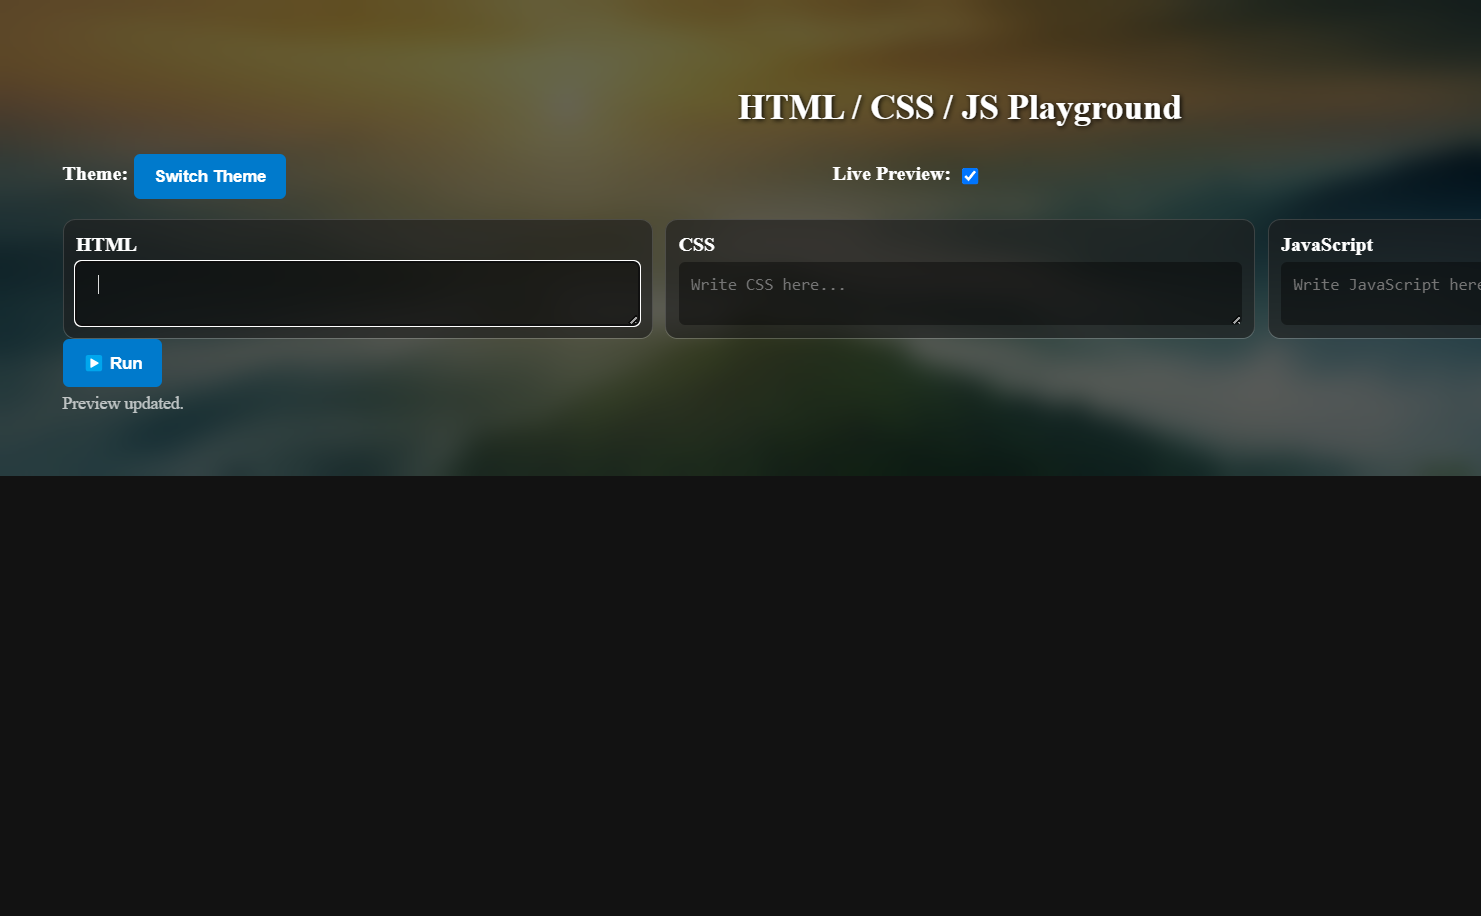 HTML / CSS / JS Playground
Theme: Switch Theme Live Preview:
HTML CSS JavaScript
Write CSS here... Write JavaScript here
Run
Preview updated.